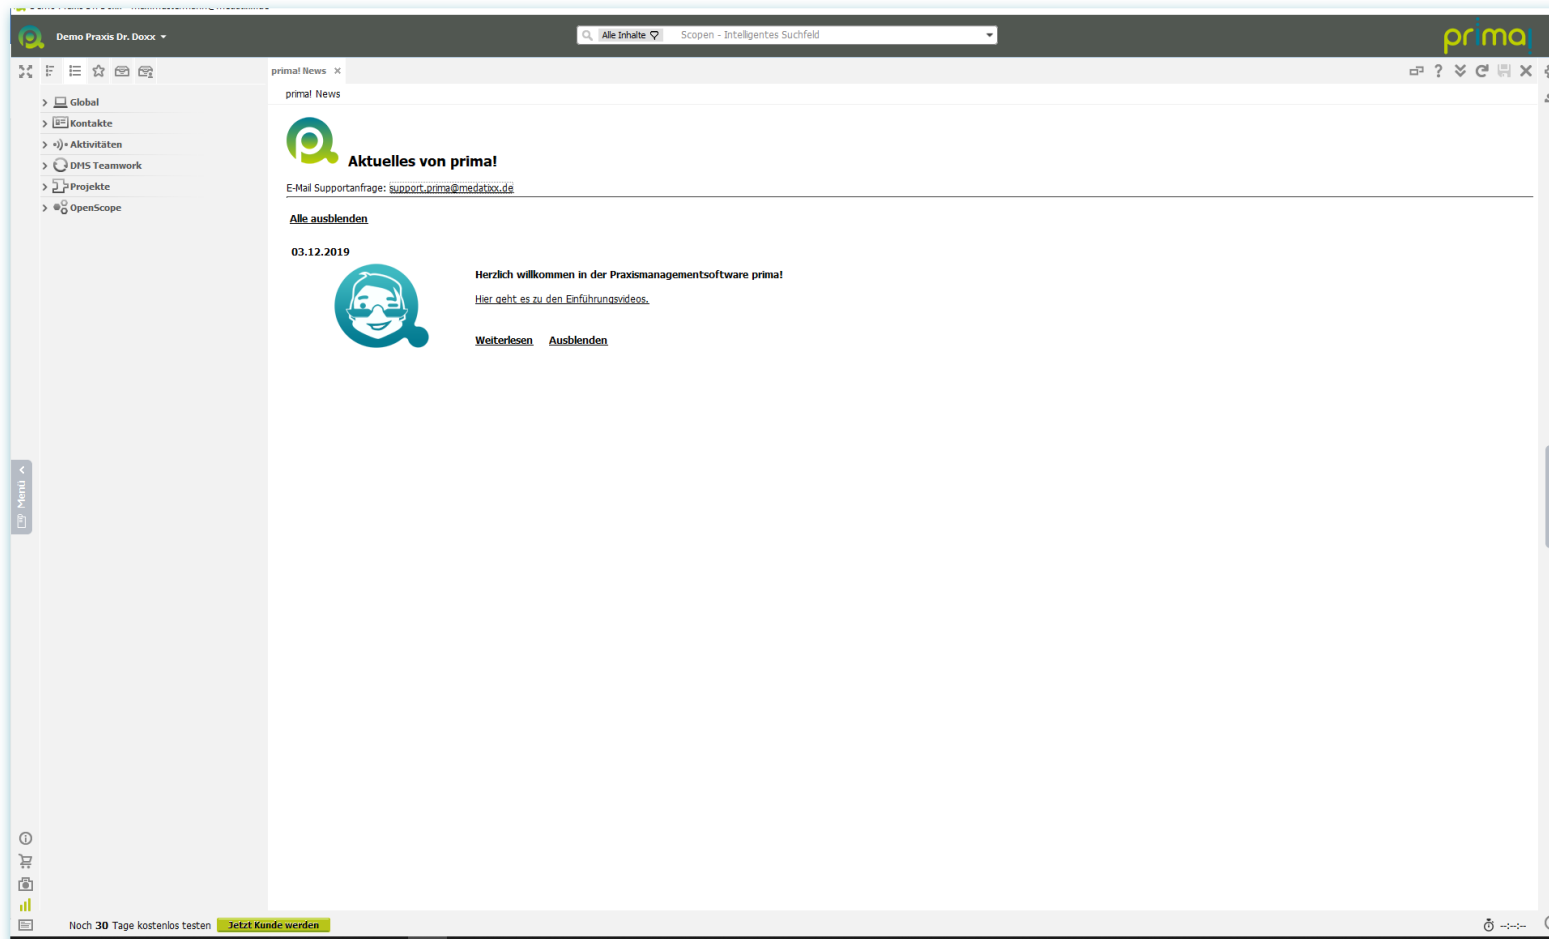 Demo Praxis Dr. Doxx
Alle Inhalte
Scopen - Intelligentes Suchfeld
prima!
prima! News
prima! News
Global
Kontakte
Aktivitäten
DMS Teamwork
Projekte
OpenScope
Aktuelles von prima!
E-Mail Supportanfrage: support.prima@medatixx.de
Alle ausblenden
03.12.2019
Herzlich willkommen in der Praxismanagementsoftware prima!
Hier geht es zu den Einführungsvideos.
Weiterlesen Ausblenden
Menü
Noch 30 Tage kostenlos testen
Jetzt Kunde werden
--:--:--